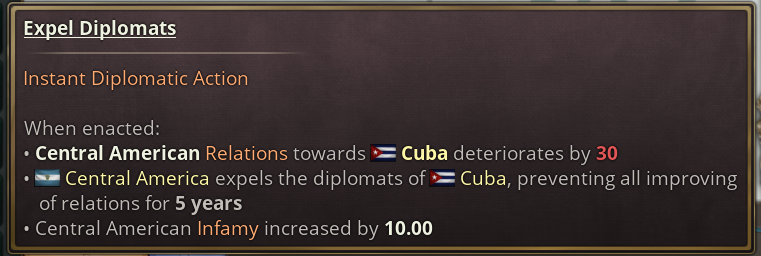 Expel Diplomats
Instant Diplomatic Action
When enacted:
• Central American Relations towards Cuba deteriorates by 30
• Central America expels the diplomats of Cuba, preventing all improving
of relations for 5 years
• Central American Infamy increased by 10.00